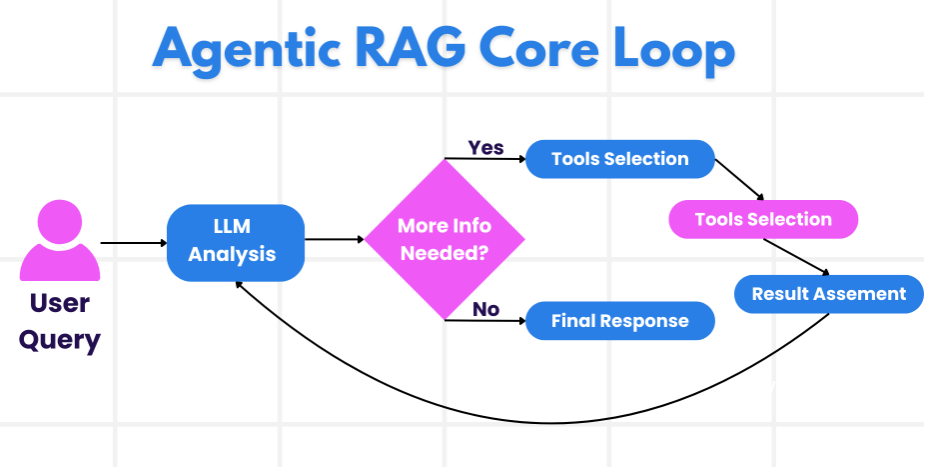 Agentic RAG Core Loop
User
Query
LLM
Analysis
More Info
Needed?
Yes
Tools Selection
Tools Selection
Result Assement
No
Final Response